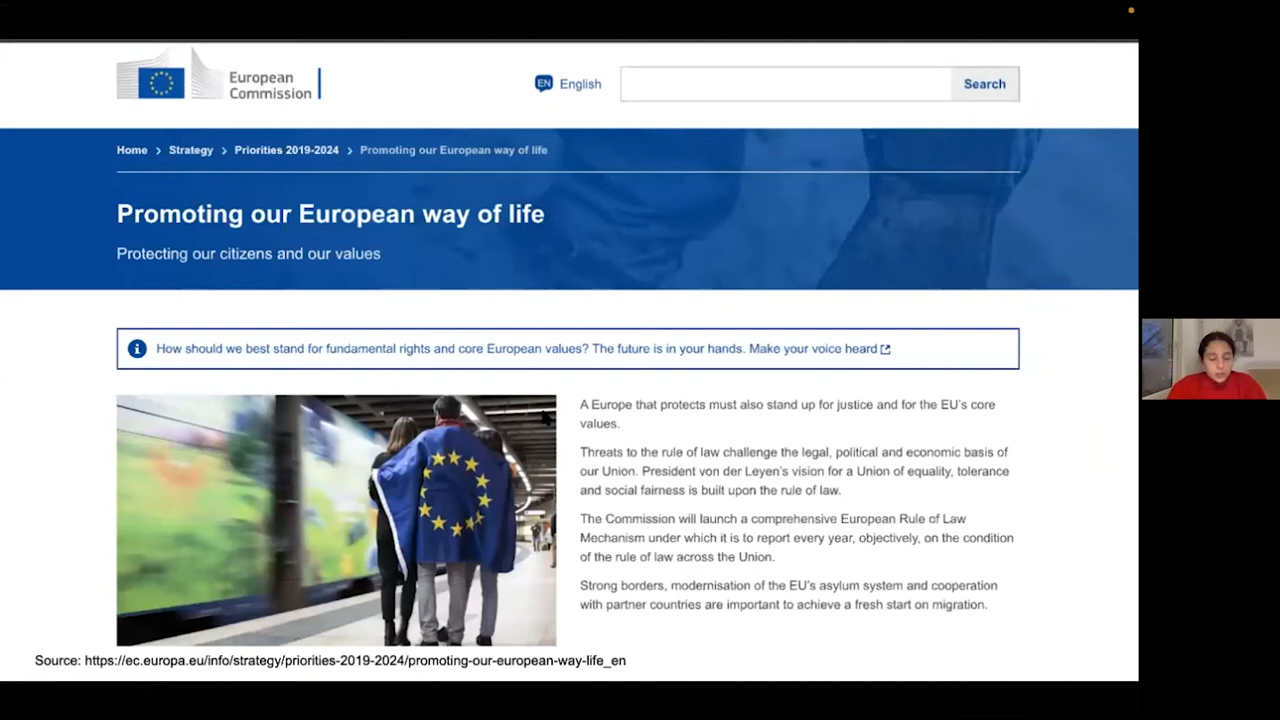 European
Commission
EN English
Search
Home > Strategy > Priorities 2019-2024 > Promoting our European way of life
Promoting our European way of life
Protecting our citizens and our values
How should we best stand for fundamental rights and core European values? The future is in your hands. Make your voice heard
A Europe that protects must also stand up for justice and for the EU's core
values.
Threats to the rule of law challenge the legal, political and economic basis of
our Union. President von der Leyen's vision for a Union of equality, tolerance
and social fairness is built upon the rule of law.
The Commission will launch a comprehensive European Rule of Law
Mechanism under which it is to report every year, objectively, on the condition
of the rule of law across the Union.
Strong borders, modernisation of the EU's asylum system and cooperation
with partner countries are important to achieve a fresh start on migration.
Source: https://ec.europa.eu/info/strategy/priorities-2019-2024/promoting-our-european-way-life_en